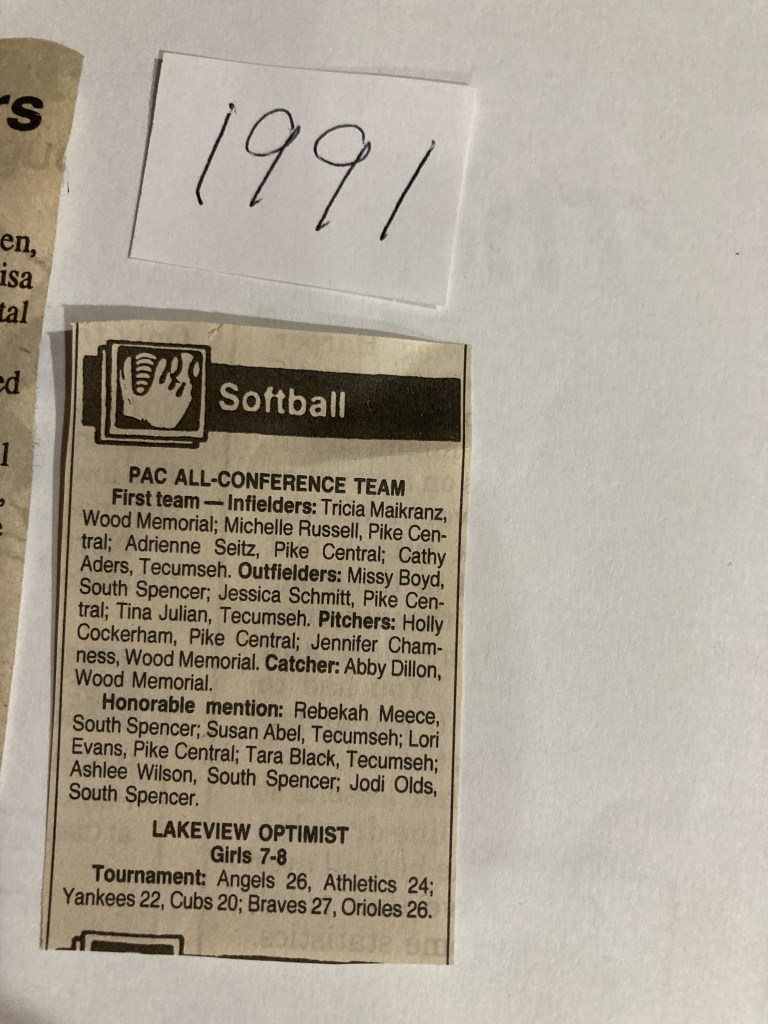 rs
en,
isa
tal
ed
l
,
e
1991
Softball
PAC ALL-CONFERENCE TEAM
First team — Infielders: Tricia Maikranz,
Wood Memorial; Michelle Russell, Pike Cen-
tral; Adrienne Seitz, Pike Central; Cathy
Aders, Tecumseh. Outfielders: Missy Boyd,
South Spencer; Jessica Schmitt, Pike Cen-
tral; Tina Julian, Tecumseh. Pitchers: Holly
Cockerham, Pike Central; Jennifer Cham-
ness, Wood Memorial. Catcher: Abby Dillon,
Wood Memorial.
Honorable mention: Rebekah Meece,
South Spencer; Susan Abel, Tecumseh; Lori
Evans, Pike Central; Tara Black, Tecumseh;
Ashlee Wilson, South Spencer; Jodi Olds,
South Spencer.
LAKEVIEW OPTIMIST
Girls 7-8
Tournament: Angels 26, Athletics 24;
Yankees 22, Cubs 20; Braves 27, Orioles 26.